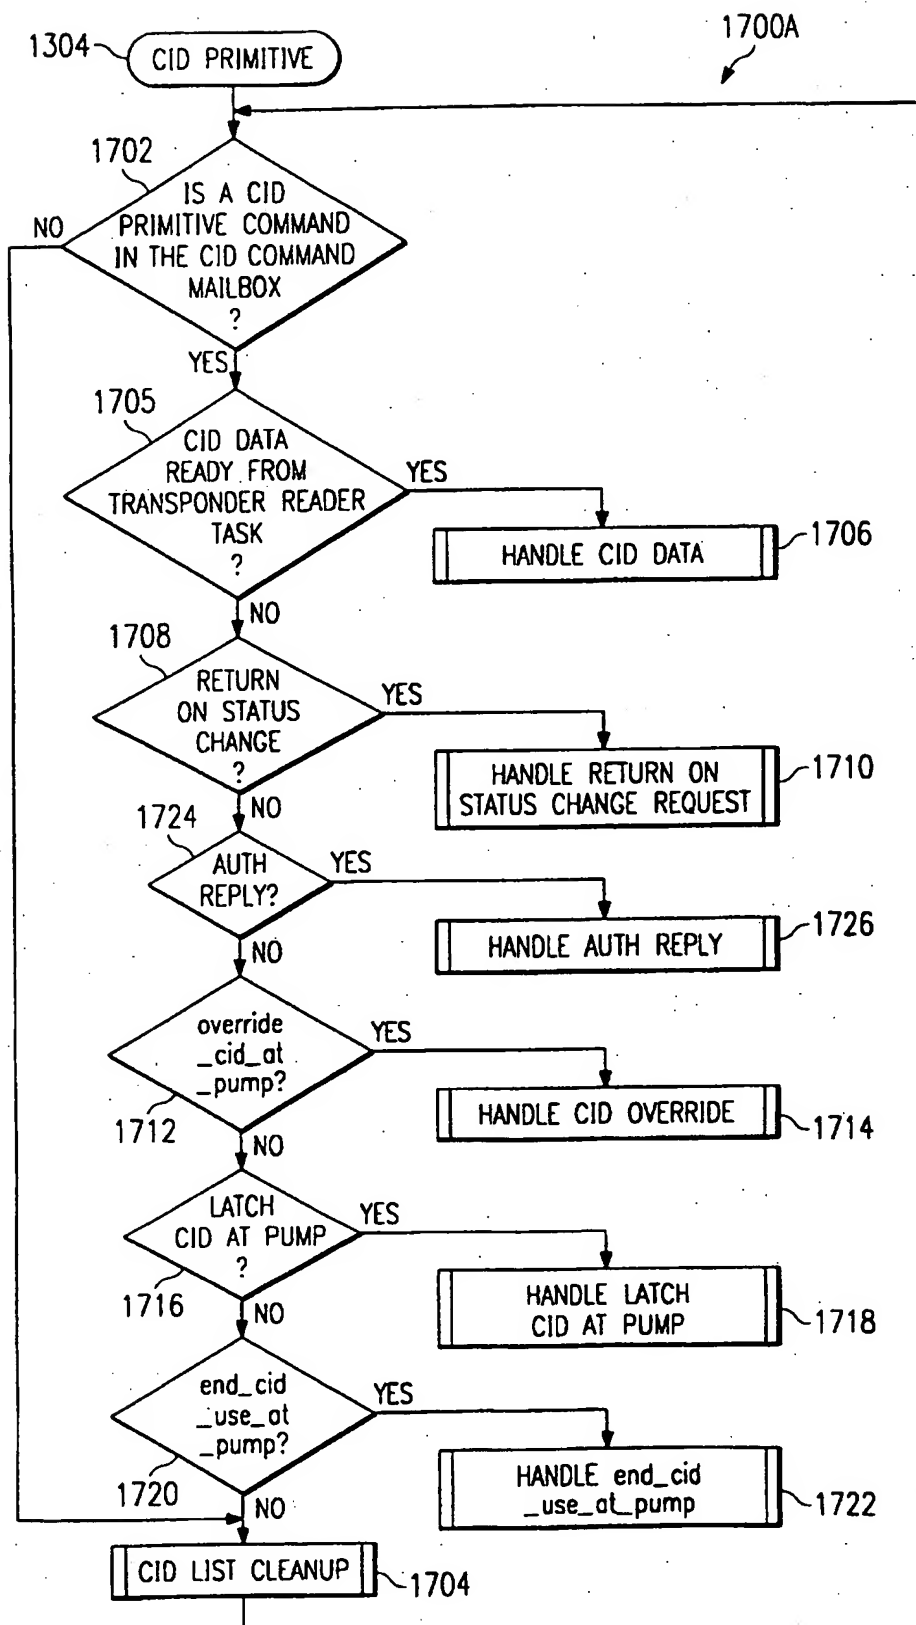 1700A
1304
CID PRIMITIVE
1702
IS A CID
PRIMITIVE COMMAND
IN THE CID COMMAND
MAILBOX
?
NO
YES
1705
CID DATA
READY FROM
TRANSPONDER READER
TASK
?
YES
HANDLE CID DATA
1706
NO
1708
RETURN
ON STATUS
CHANGE
?
YES
HANDLE RETURN ON
STATUS CHANGE REQUEST
1710
NO
1724
AUTH
REPLY?
YES
HANDLE AUTH REPLY
1726
NO
override
_cid_at
_pump?
1712
YES
HANDLE CID OVERRIDE
1714
NO
LATCH
CID AT PUMP
?
1716
YES
HANDLE LATCH
CID AT PUMP
1718
NO
end_cid
_use_at
_pump?
1720
YES
HANDLE end_cid
_use_at_pump
1722
NO
CID LIST CLEANUP
1704